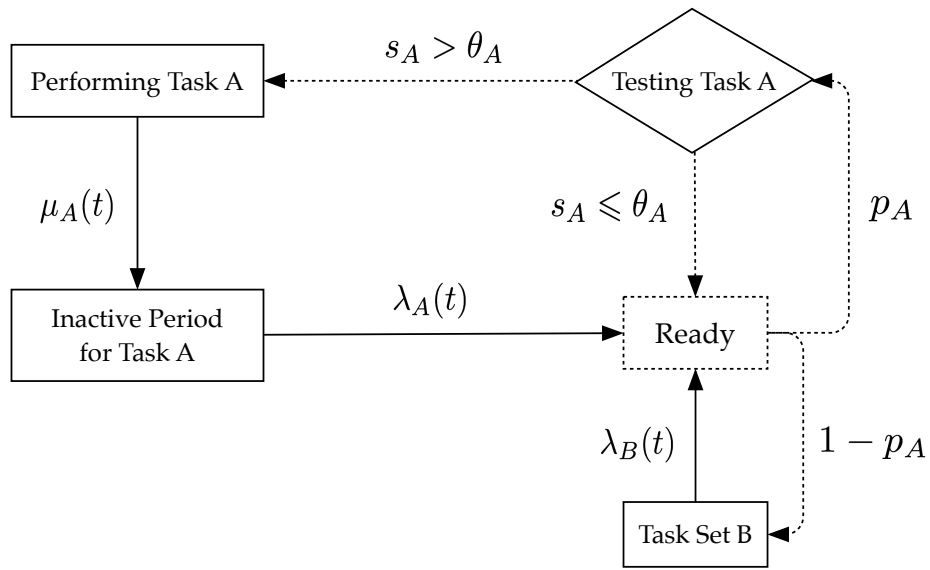 s_A > θ_A
Performing Task A
Testing Task A
μ_A(t)
s_A ⩽ θ_A
p_A
Inactive Period
for Task A
λ_A(t)
Ready
λ_B(t)
1 − p_A
Task Set B